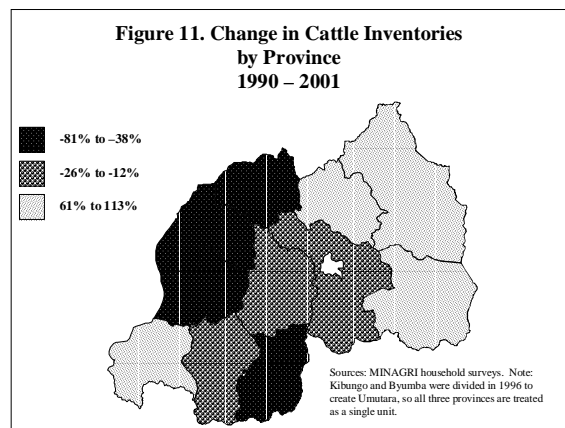 Figure 11. Change in Cattle Inventories
by Province
1990 – 2001
-81% to –38%
-26% to -12%
61% to 113%
Sources: MINAGRI household surveys. Note:
Kibungo and Byumba were divided in 1996 to
create Umutara, so all three provinces are treated
as a single unit.